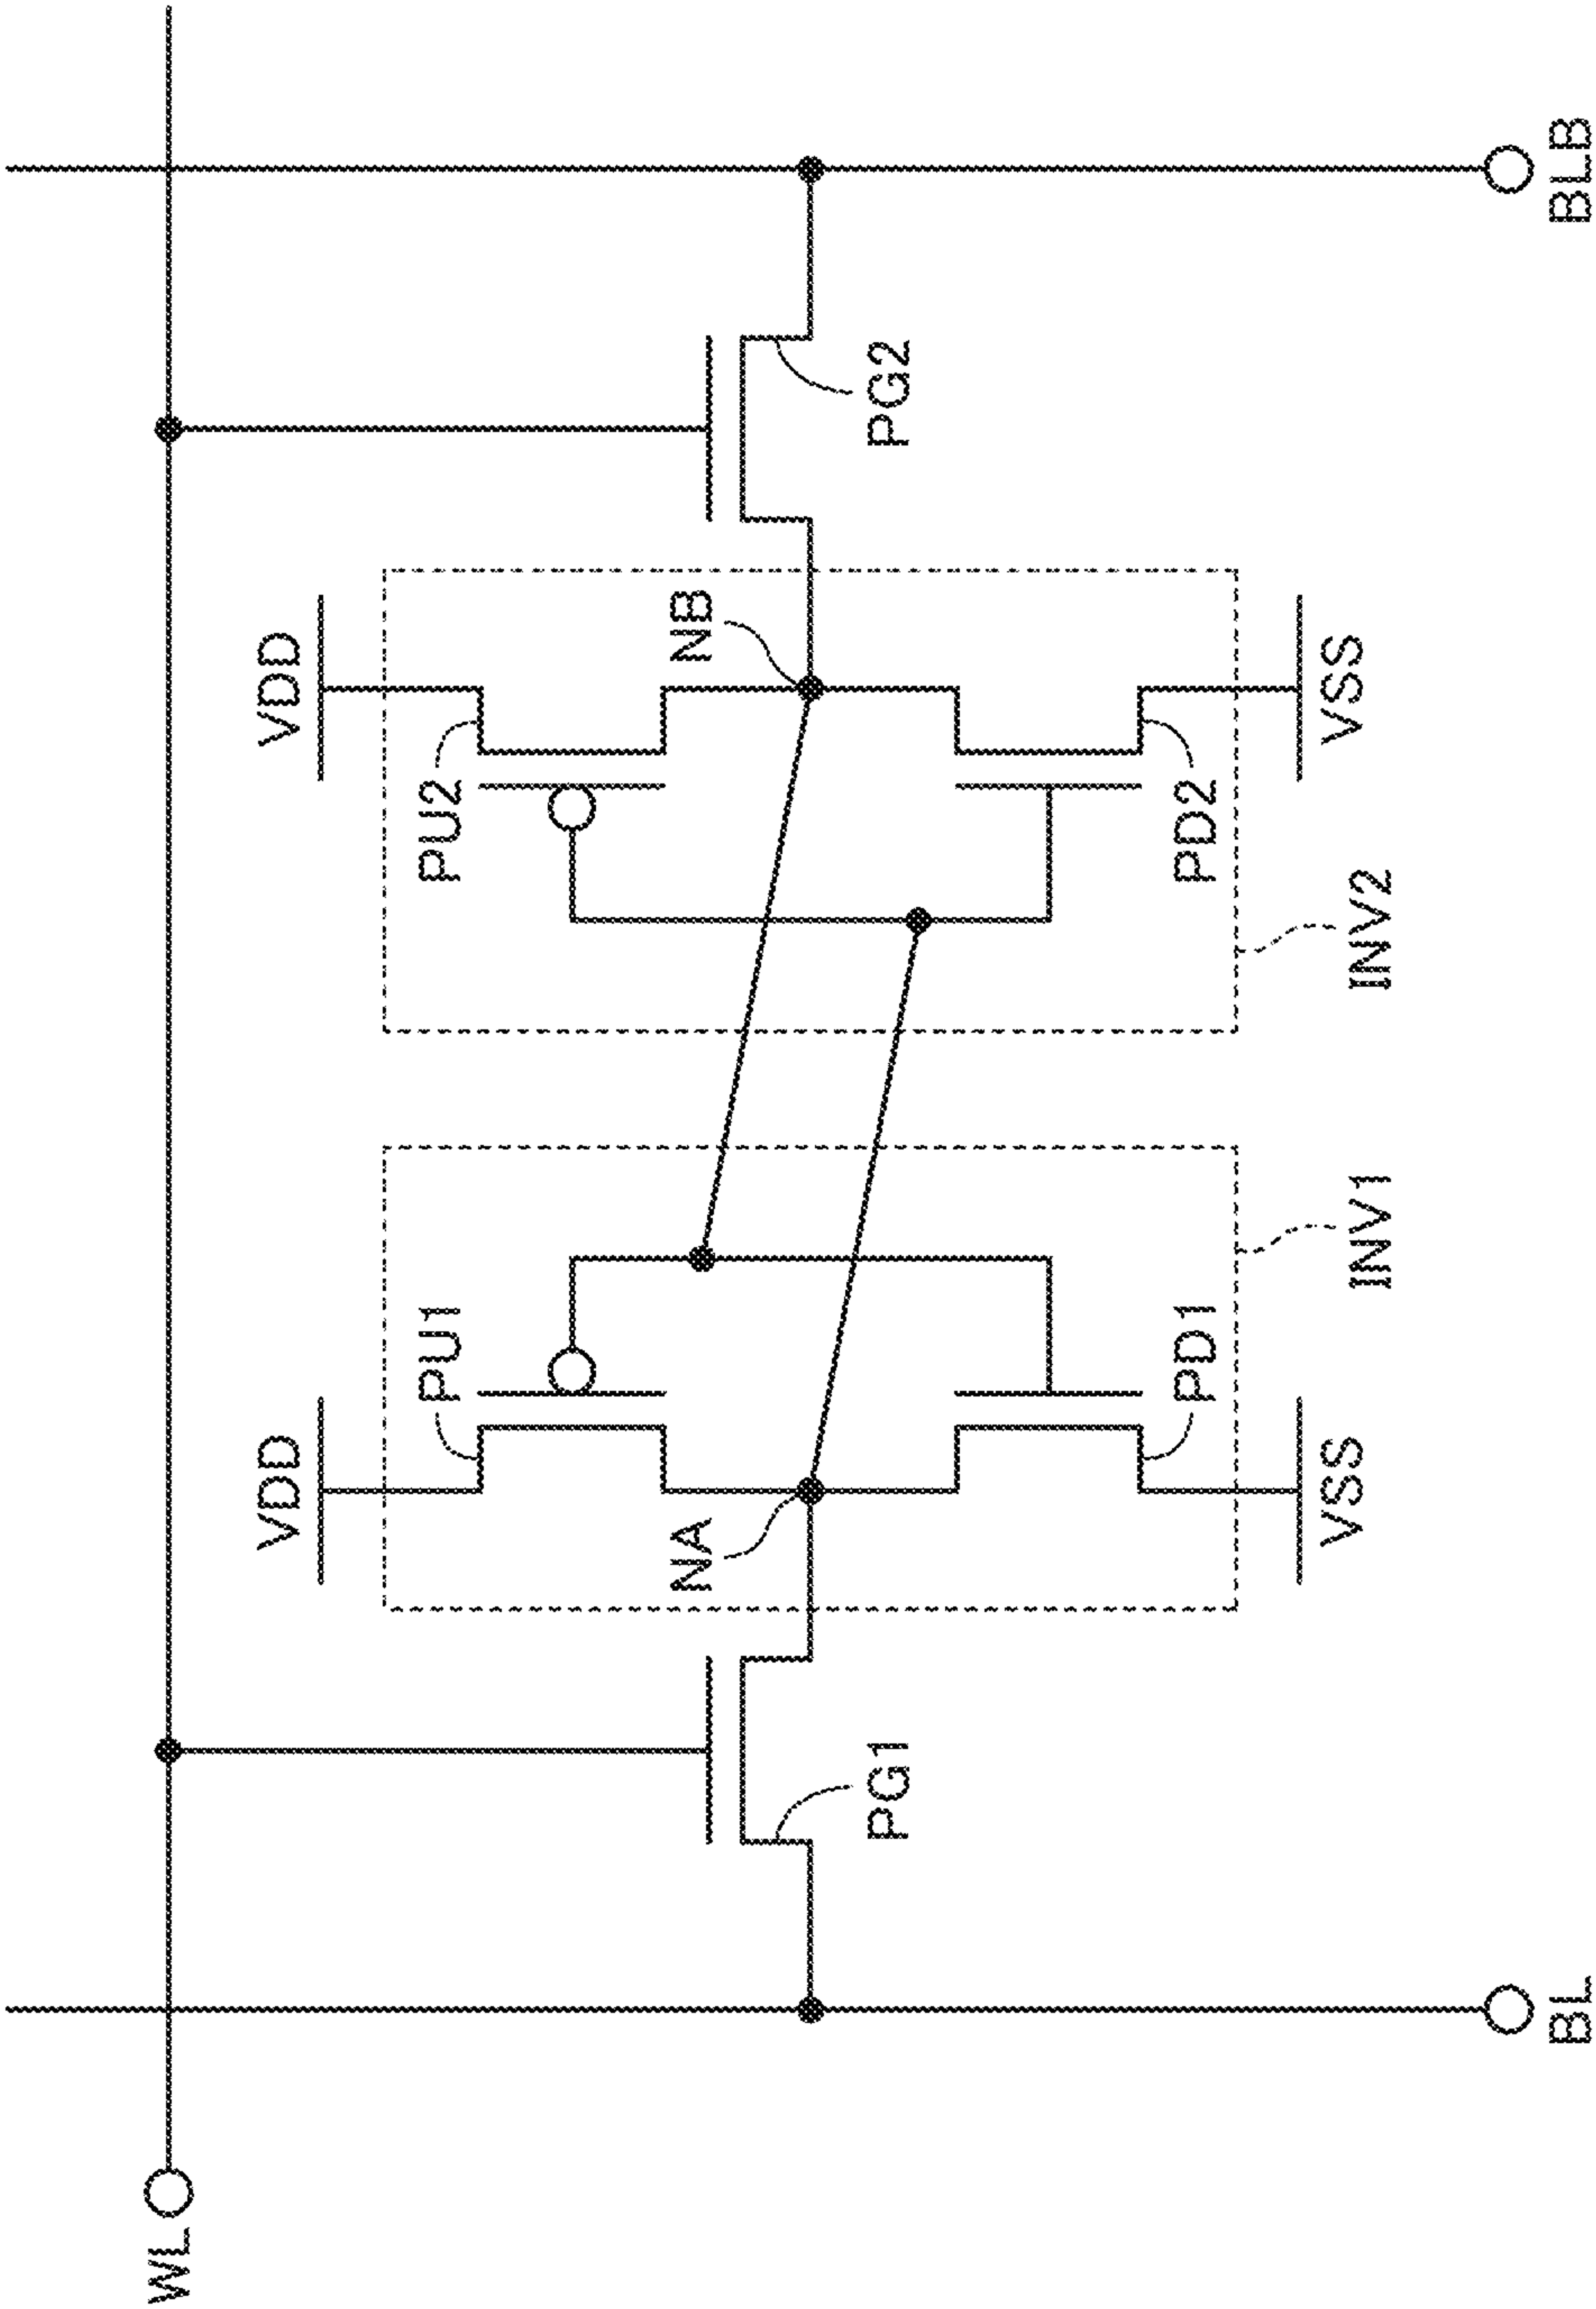 WL
VDD
VDD
PU1
PU2
NA
NB
PG1
PG2
PD1
PD2
VSS
VSS
INV1
INV2
BL
BLB